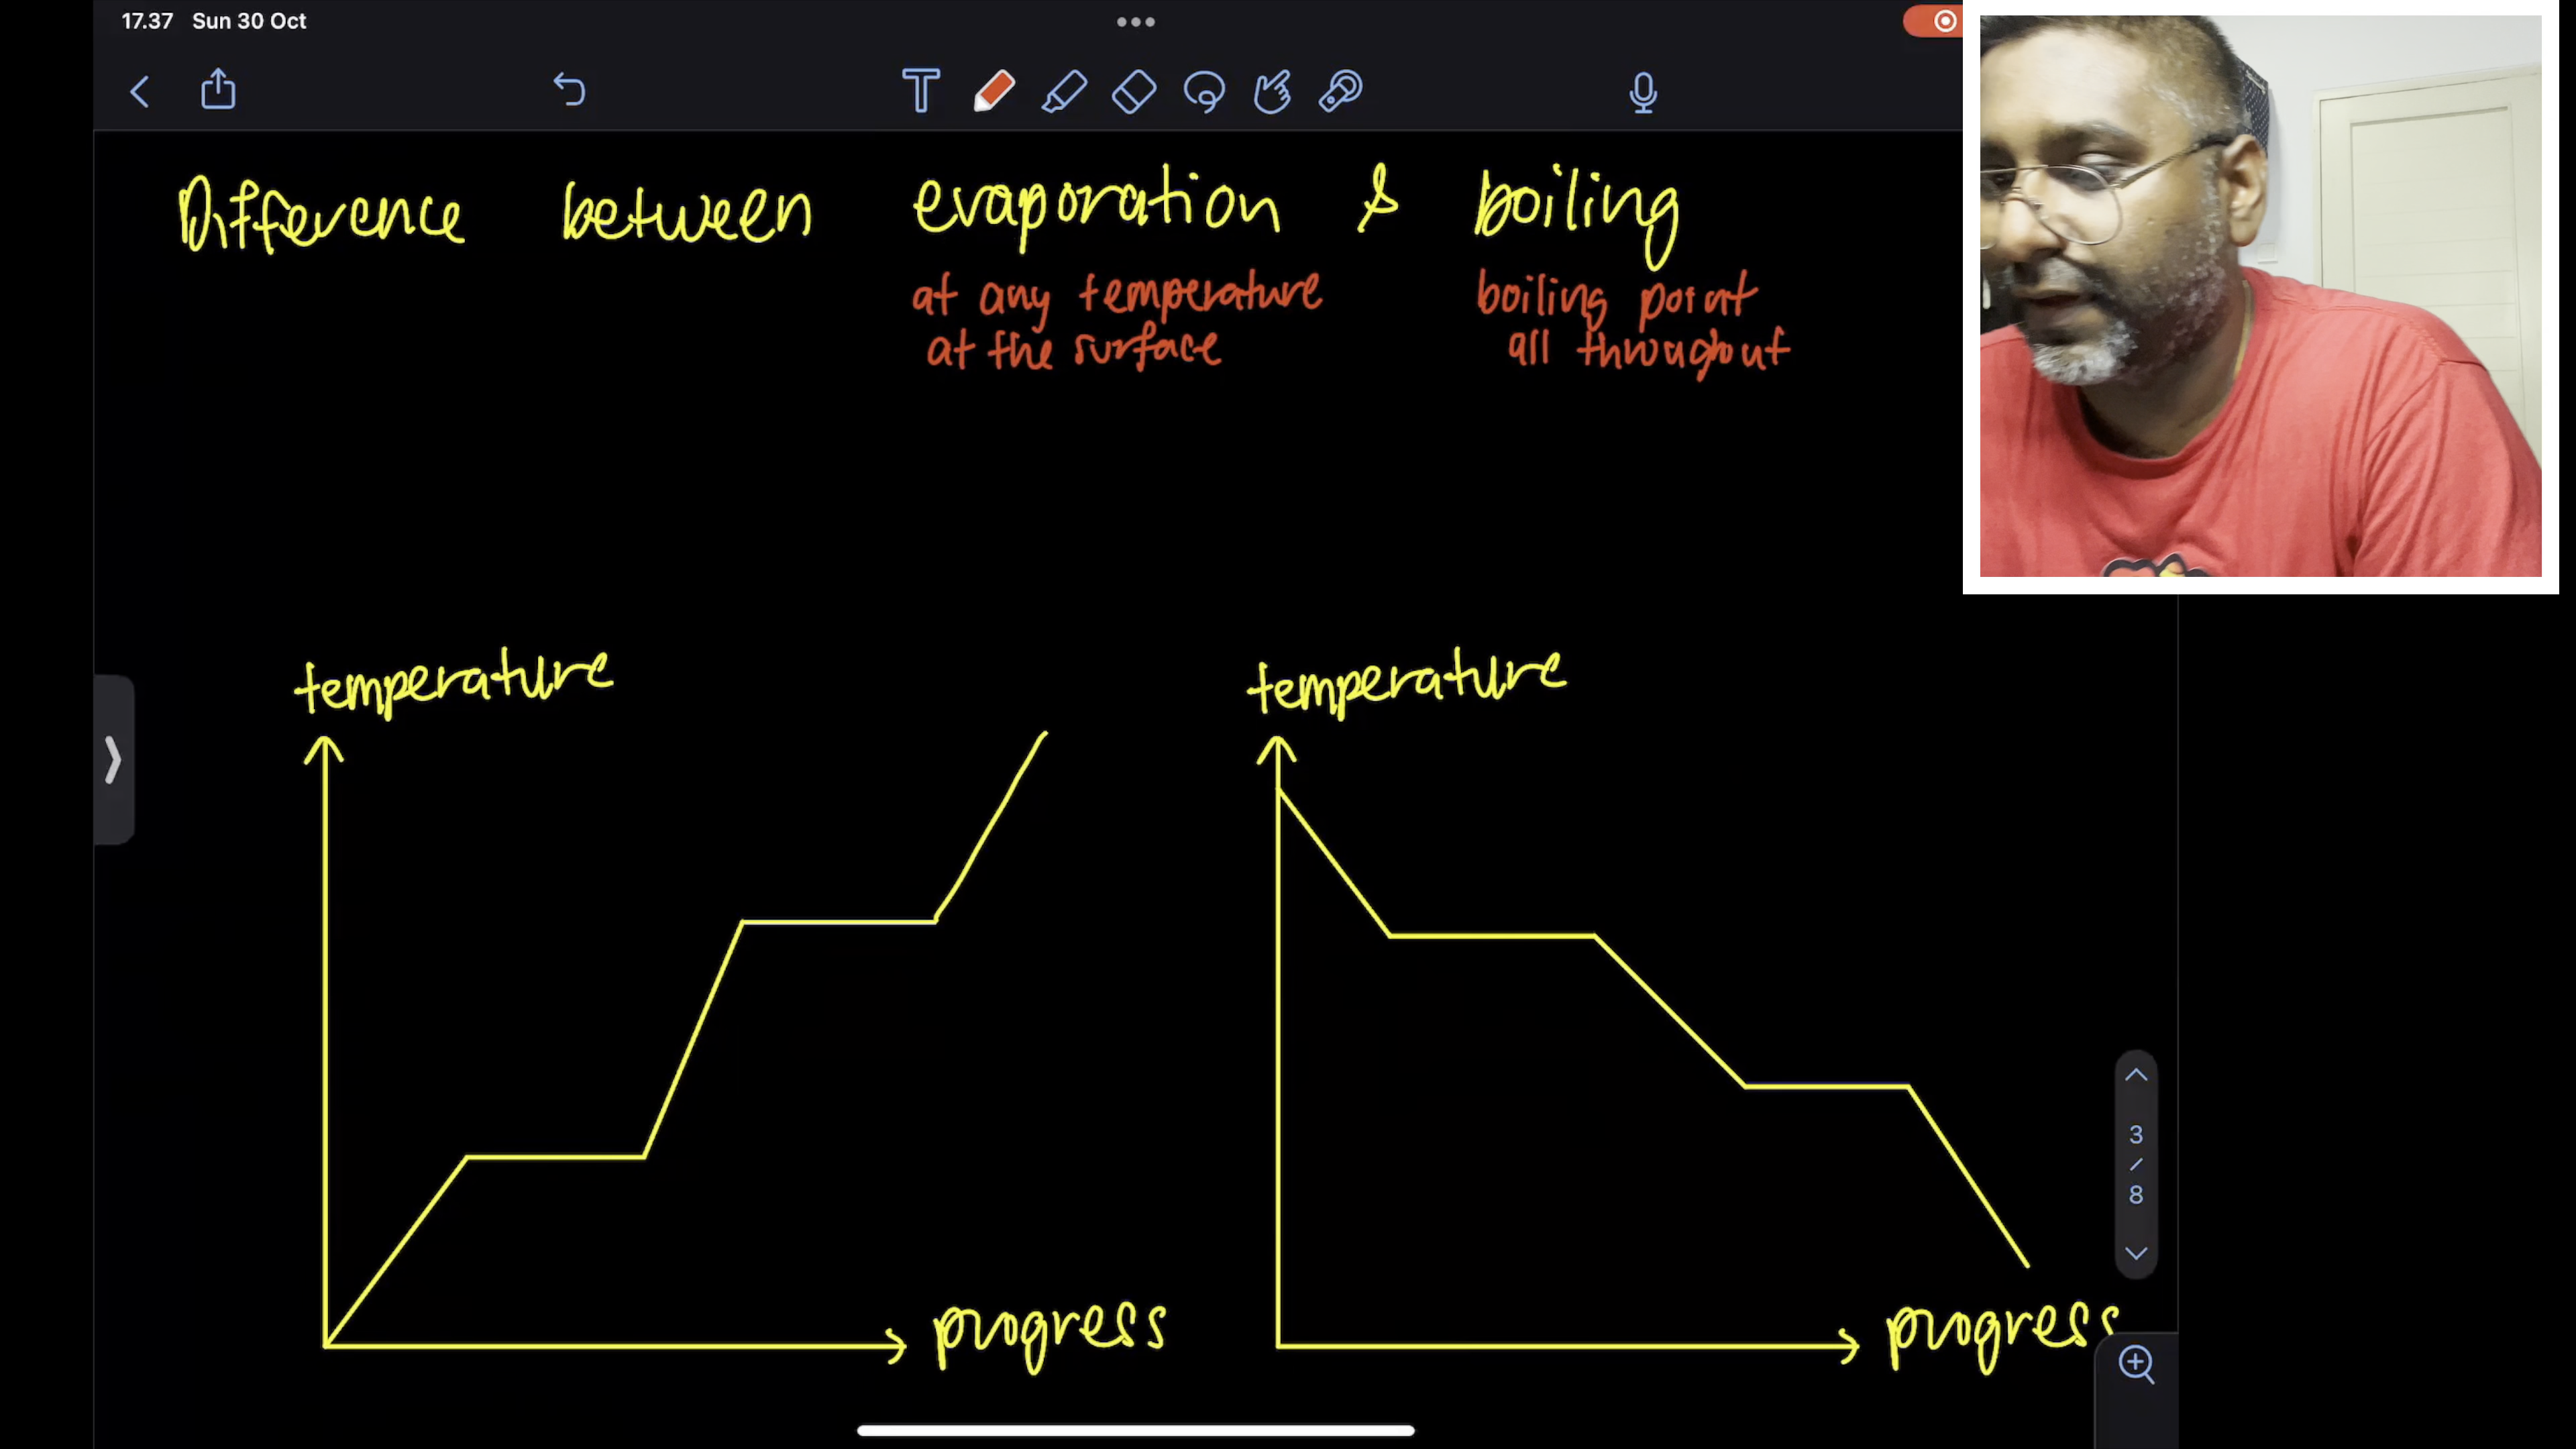 17.37 Sun 30 Oct
Difference between evaporation & boiling
at any temperature
at the surface
boiling point
all throughout
temperature
progress
temperature
progress
3
/
8